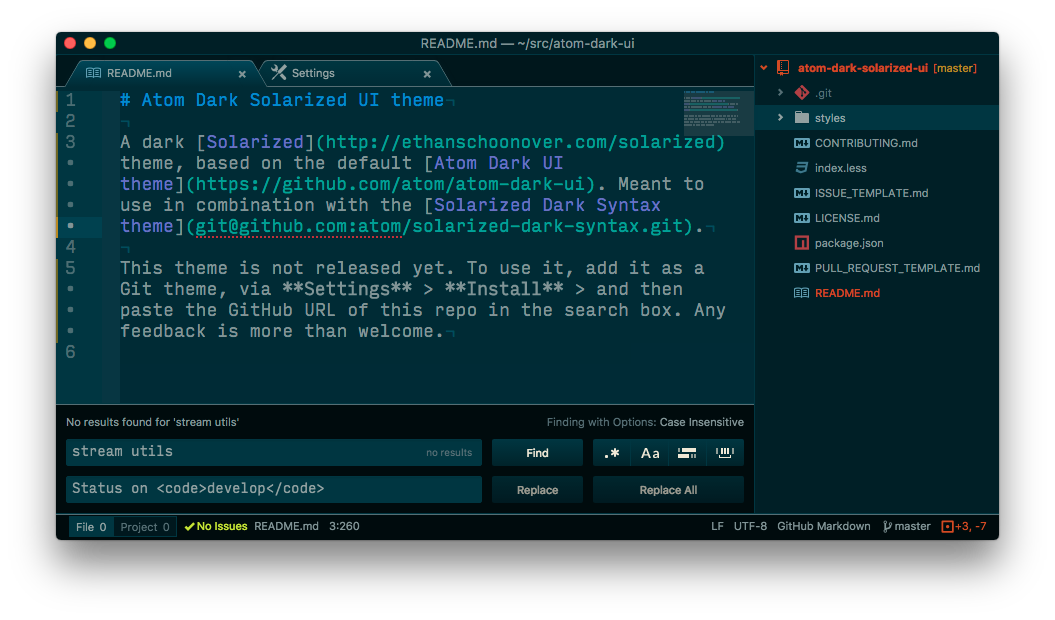 README.md — ~/src/atom-dark-ui
README.md
Settings
1 # Atom Dark Solarized UI theme
2
3 A dark [Solarized](http://ethanschoonover.com/solarized)
theme, based on the default [Atom Dark UI
theme](https://github.com/atom/atom-dark-ui). Meant to
use in combination with the [Solarized Dark Syntax
theme](git@github.com:atom/solarized-dark-syntax.git).
4
5 This theme is not released yet. To use it, add it as a
Git theme, via **Settings** > **Install** > and then
paste the GitHub URL of this repo in the search box. Any
feedback is more than welcome.
6
atom-dark-solarized-ui [master]
.git
styles
CONTRIBUTING.md
index.less
ISSUE_TEMPLATE.md
LICENSE.md
package.json
PULL_REQUEST_TEMPLATE.md
README.md
No results found for 'stream utils'
Finding with Options: Case Insensitive
stream utils no results Find .* Aa
Status on <code>develop</code> Replace Replace All
File 0 Project 0 No Issues README.md 3:260 LF UTF-8 GitHub Markdown master +3, -7